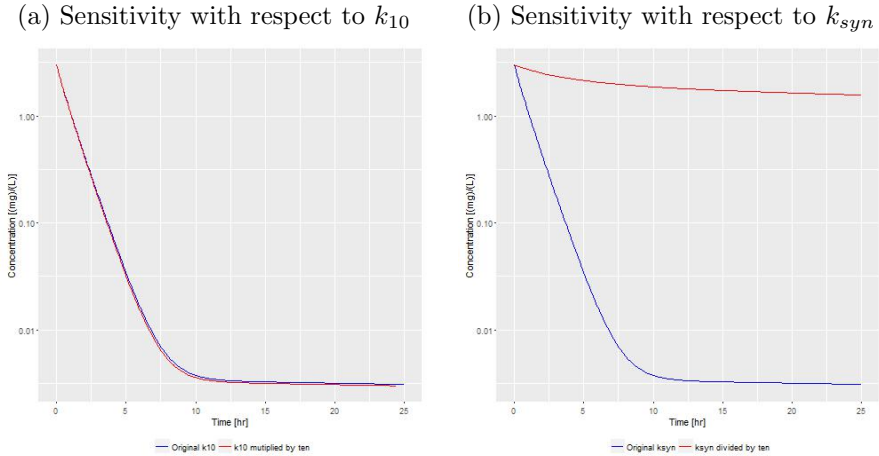 (a) Sensitivity with respect to k10
(b) Sensitivity with respect to ksyn
Concentration [(mg)/(L)]
1.00
0.10
0.01
0
5
10
15
20
25
Time [hr]
Original k10
k10 mutiplied by ten
Concentration [(mg)/(L)]
1.00
0.10
0.01
0
5
10
15
20
25
Time [hr]
Original ksyn
ksyn divided by ten